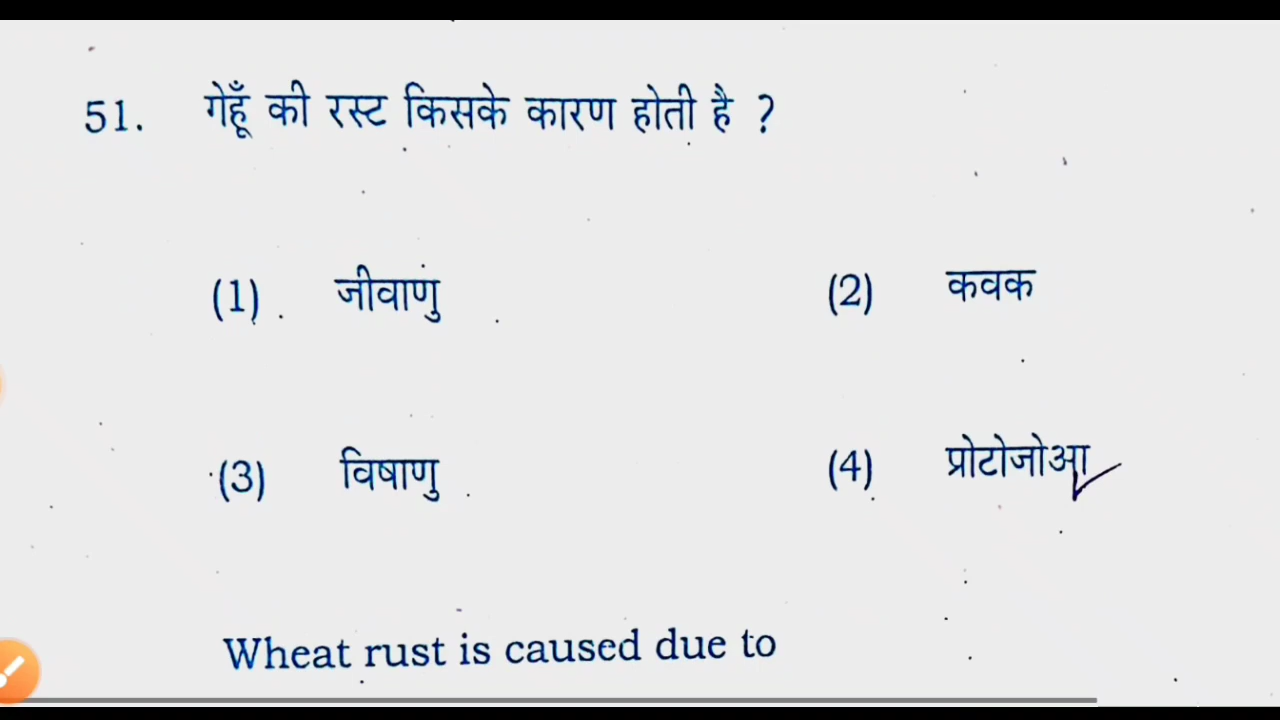 51. गेहूँ की रस्ट किसके कारण होती है ?
(1) जीवाणु (2) कवक
(3) विषाणु (4) प्रोटोजोआ
Wheat rust is caused due to